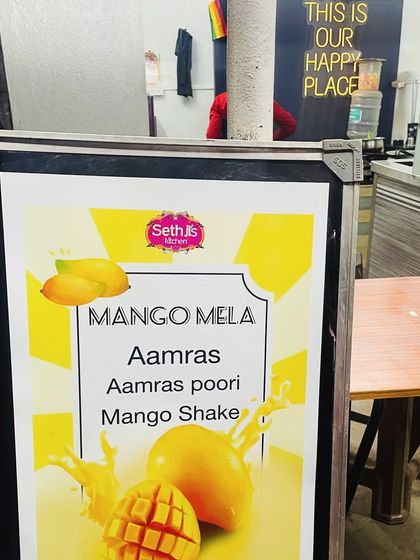 THIS IS
OUR
HAPPY
PLACE
Seth ji's
kitchen
MANGO MELA
Aamras
Aamras poori
Mango Shake